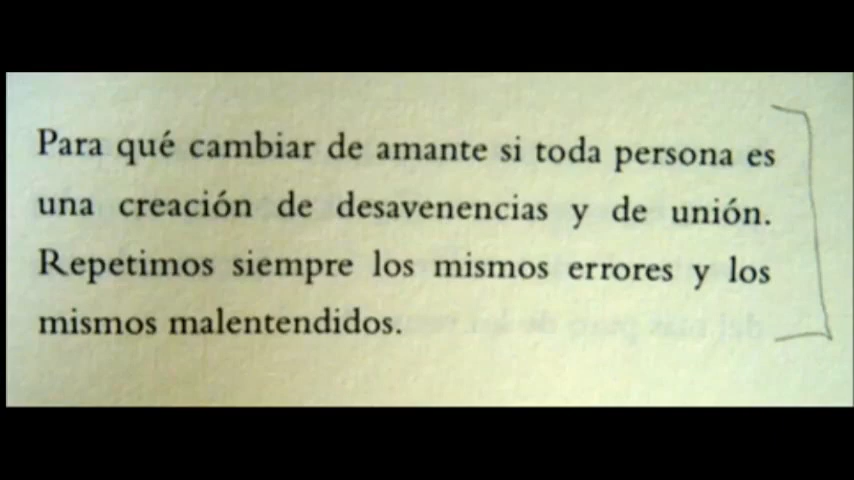 Para qué cambiar de amante si toda persona es
una creación de desavenencias y de unión.
Repetimos siempre los mismos errores y los
mismos malentendidos.